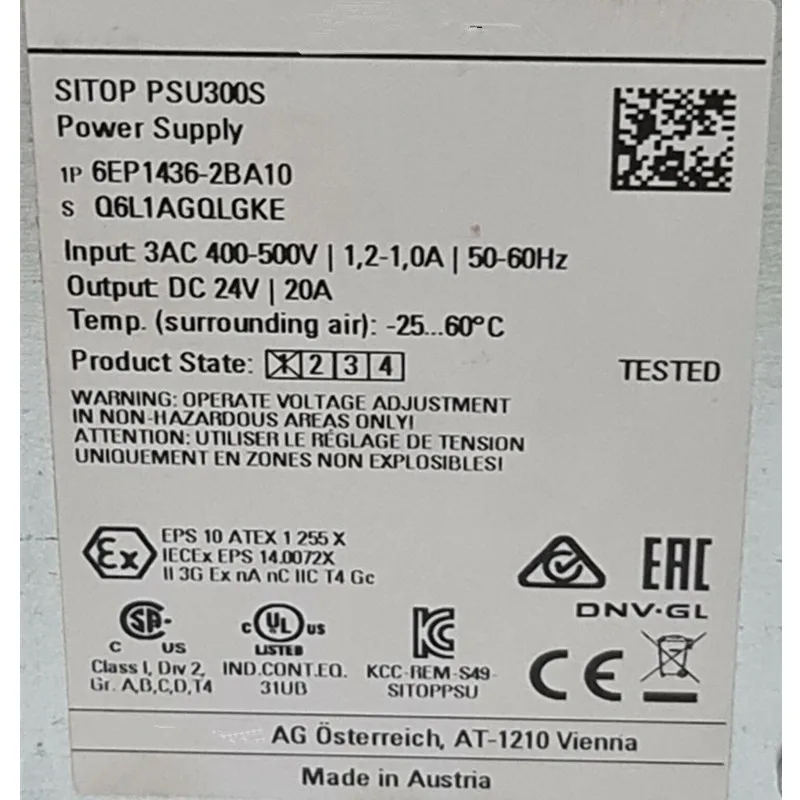 SITOP PSU300S
Power Supply
1P 6EP1436-2BA10
S Q6L1AGQLGKE
Input: 3AC 400-500V | 1,2-1,0A | 50-60Hz
Output: DC 24V | 20A
Temp. (surrounding air): -25...60°C
Product State: X 2 3 4
TESTED
WARNING: OPERATE VOLTAGE ADJUSTMENT
IN NON-HAZARDOUS AREAS ONLY!
ATTENTION: UTILISER LE RÉGLAGE DE TENSION
UNIQUEMENT EN ZONES NON EXPLOSIBLES!
Ex
EPS 10 ATEX 1 255 X
IECEx EPS 14.0072X
II 3G Ex nA nC IIC T4 Gc
EAC
DNV·GL
C SA US
Class I, Div 2,
Gr. A,B,C,D,T4
c UL us
LISTED
IND.CONT.EQ.
31UB
KC
KCC-REM-S49-
SITOPPSU
CE
AG Österreich, AT-1210 Vienna
Made in Austria